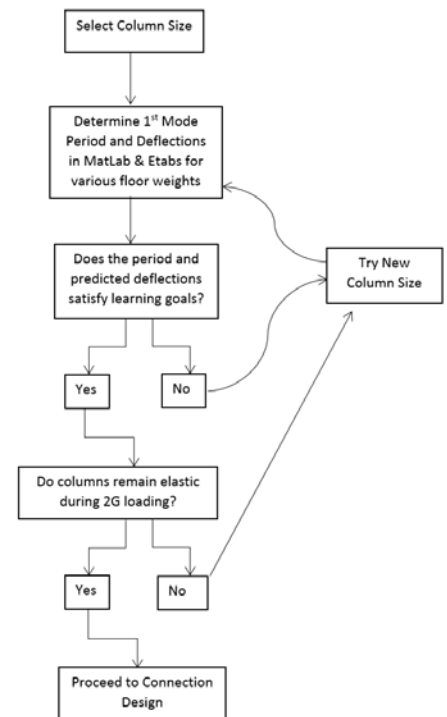 Select Column Size
Determine 1st Mode
Period and Deflections
in MatLab & Etabs for
various floor weights
Does the period and
predicted deflections
satisfy learning goals?
Try New
Column Size
Yes
No
Do columns remain elastic
during 2G loading?
Yes
No
Proceed to Connection
Design